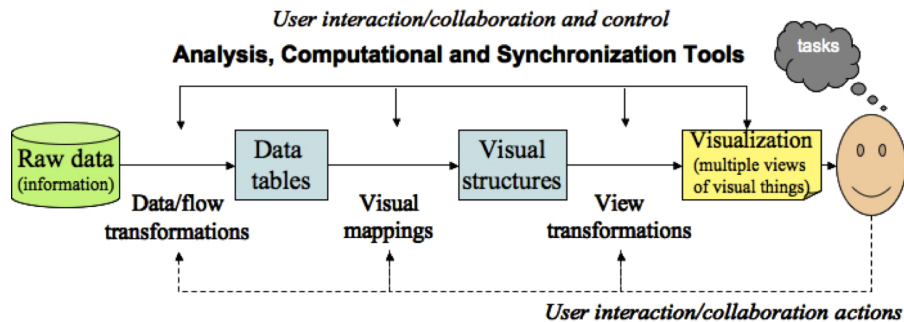 User interaction/collaboration and control
Analysis, Computational and Synchronization Tools
tasks
Raw data
(information)
Data
tables
Visual
structures
Visualization
(multiple views
of visual things)
Data/flow
transformations
Visual
mappings
View
transformations
User interaction/collaboration actions